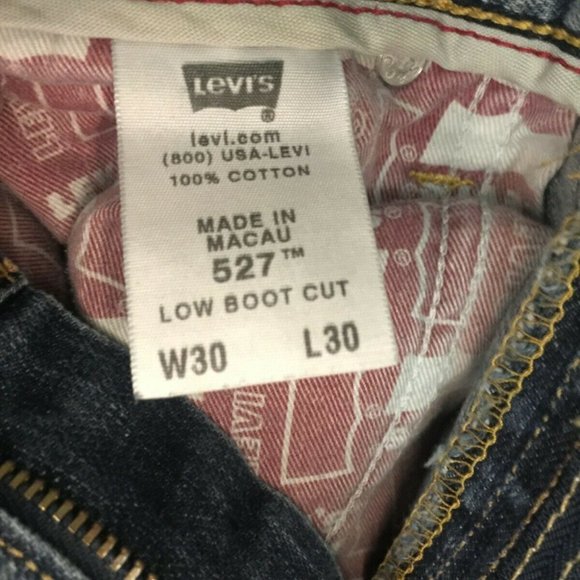 Levi's
®
levi.com
(800) USA-LEVI
100% COTTON
MADE IN
MACAU
527™
LOW BOOT CUT
W30 L30